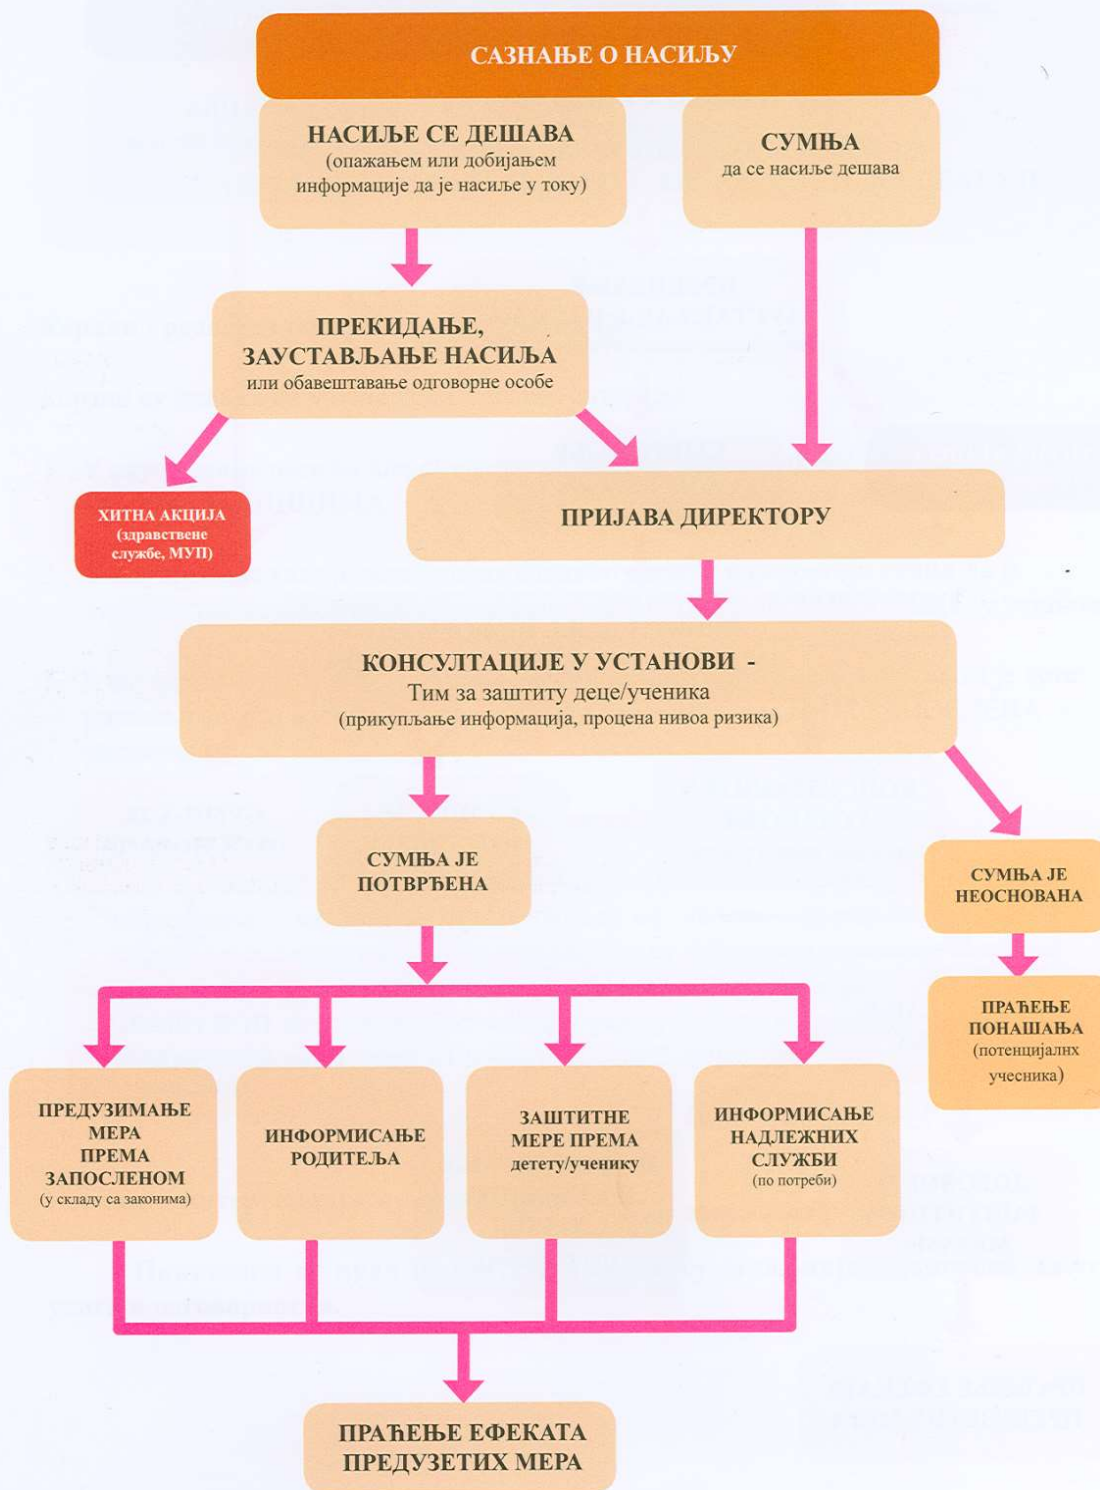 САЗНАЊЕ О НАСИЉУ
НАСИЉЕ СЕ ДЕШАВА
(опажањем или добијањем
информације да је насиље у току)
СУМЊА
да се насиље дешава
ПРЕКИДАЊЕ,
ЗАУСТАВЉАЊЕ НАСИЉА
или обавештавање одговорне особе
ХИТНА АКЦИЈА
(здравствене
службе, МУП)
ПРИЈАВА ДИРЕКТОРУ
КОНСУЛТАЦИЈЕ У УСТАНОВИ -
Тим за заштиту деце/ученика
(прикупљање информација, процена нивоа ризика)
СУМЊА ЈЕ
ПОТВРЂЕНА
СУМЊА ЈЕ
НЕОСНОВАНА
ПРАЋЕЊЕ
ПОНАШАЊА
(потенцијалнх
учесника)
ПРЕДУЗИМАЊЕ
МЕРА
ПРЕМА
ЗАПОСЛЕНОМ
(у складу са законима)
ИНФОРМИСАЊЕ
РОДИТЕЉА
ЗАШТИТНЕ
МЕРЕ ПРЕМА
детету/ученику
ИНФОРМИСАЊЕ
НАДЛЕЖНИХ
СЛУЖБИ
(по потреби)
ПРАЋЕЊЕ ЕФЕКАТА
ПРЕДУЗЕТИХ МЕРА